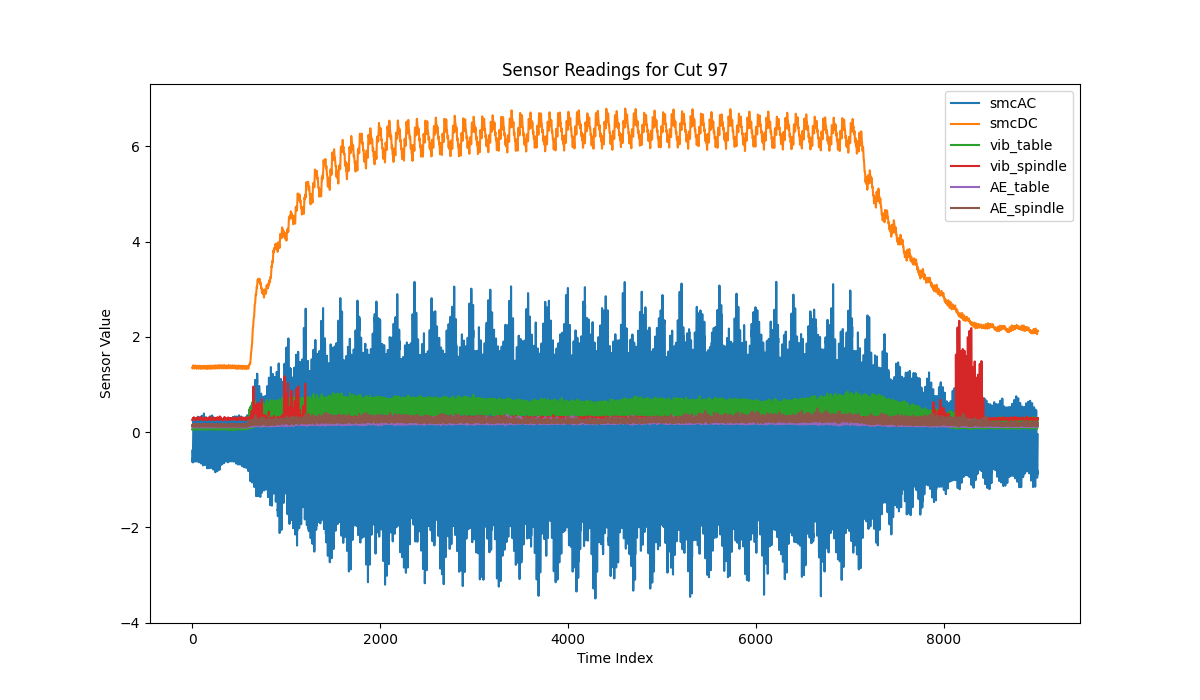 Sensor Readings for Cut 97
smcAC
smcDC
vib_table
vib_spindle
AE_table
AE_spindle
Sensor Value
6
4
2
0
−2
−4
0 2000 4000 6000 8000
Time Index